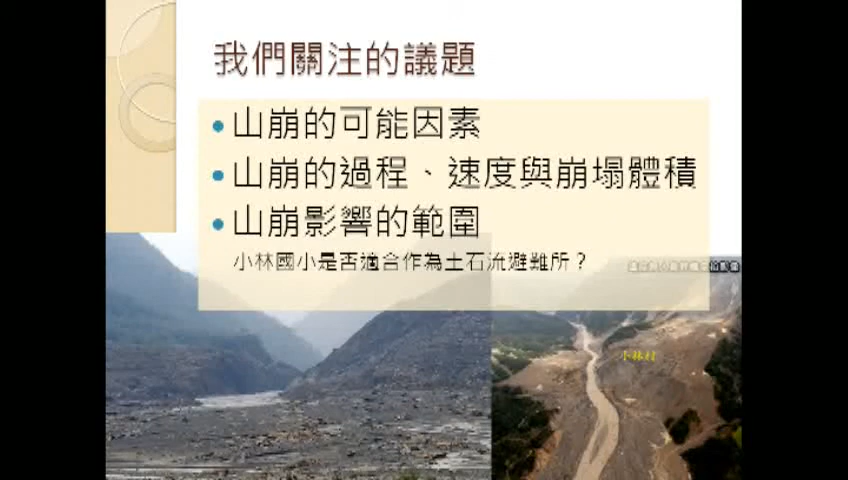 我們關注的議題
山崩的可能因素
山崩的過程、速度與崩塌體積
山崩影響的範圍
小林國小是否適合作為土石流避難所？
小林村